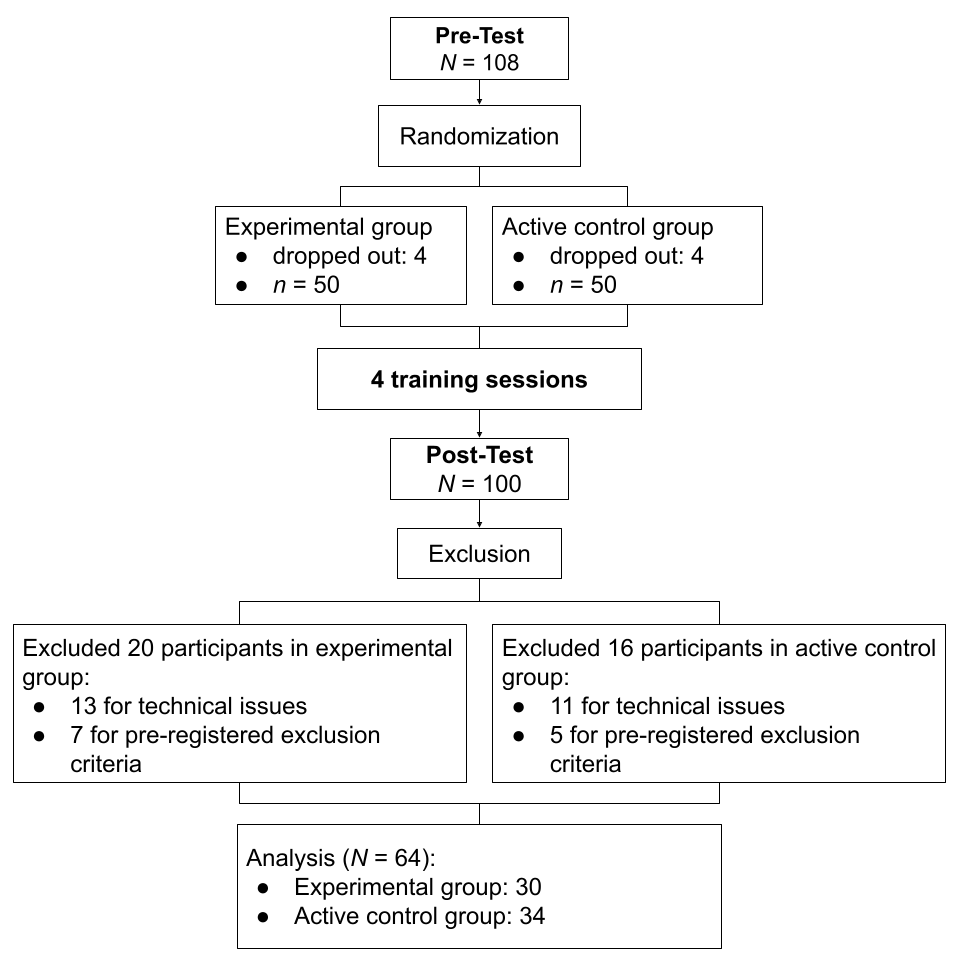 Pre-Test
N = 108
Randomization
Experimental group
● dropped out: 4
● n = 50
Active control group
● dropped out: 4
● n = 50
4 training sessions
Post-Test
N = 100
Exclusion
Excluded 20 participants in experimental
group:
● 13 for technical issues
● 7 for pre-registered exclusion
criteria
Excluded 16 participants in active control
group:
● 11 for technical issues
● 5 for pre-registered exclusion
criteria
Analysis (N = 64):
● Experimental group: 30
● Active control group: 34